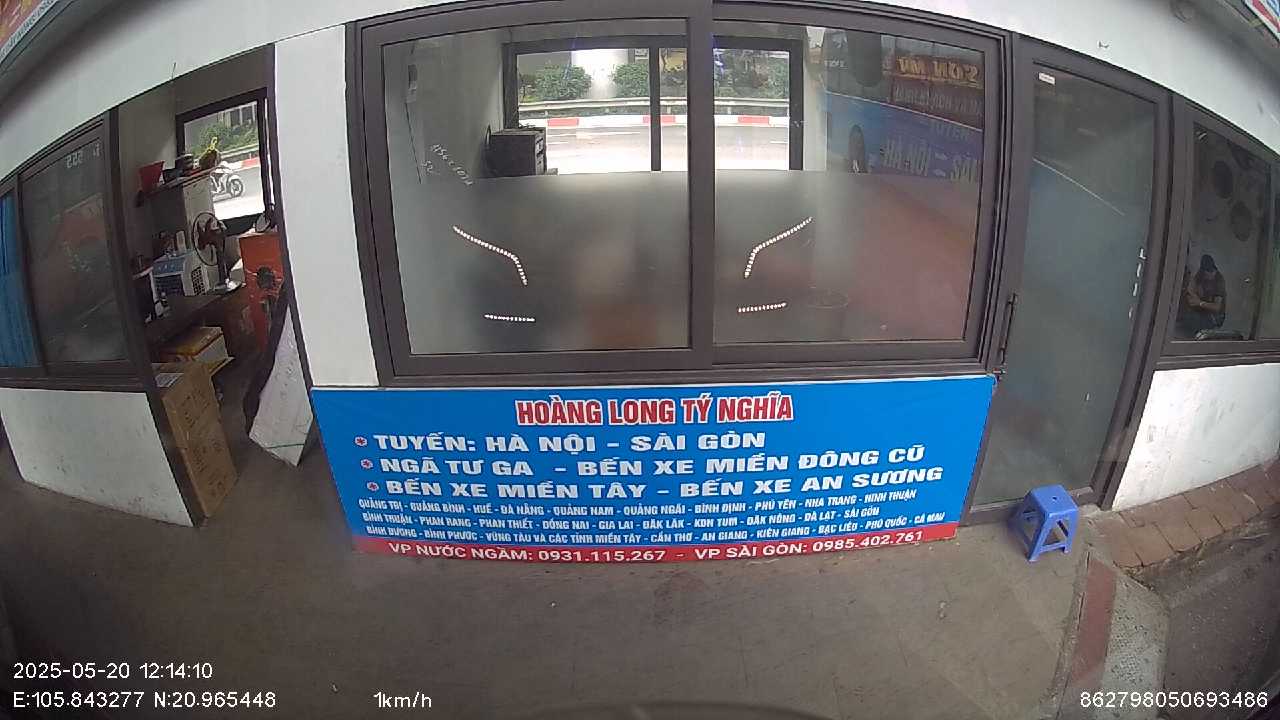 HOÀNG LONG TÝ NGHĨA
TUYẾN: HÀ NỘI - SÀI GÒN
NGÃ TƯ GA - BẾN XE MIỀN ĐÔNG CŨ
BẾN XE MIỀN TÂY - BẾN XE AN SƯƠNG
QUẢNG TRỊ - QUẢNG BÌNH - HUẾ - ĐÀ NẴNG - QUẢNG NAM - QUẢNG NGÃI - BÌNH ĐỊNH - PHÚ YÊN - NHA TRANG - NINH THUẬN
BÌNH THUẬN - PHAN RANG - PHAN THIẾT - ĐỒNG NAI - GIA LAI - ĐĂK LĂK - KON TUM - ĐĂK NÔNG - ĐÀ LẠT - SÀI GÒN
BÌNH DƯƠNG - BÌNH PHƯỚC - VŨNG TÀU VÀ CÁC TỈNH MIỀN TÂY - CẦN THƠ - AN GIANG - KIÊN GIANG - BẠC LIÊU - PHÚ QUỐC - CÀ MAU
VP NƯỚC NGẦM: 0931.115.267 - VP SÀI GÒN: 0985.402.761
2025-05-20 12:14:10
E:105.843277 N:20.965448
1km/h
862798050693486